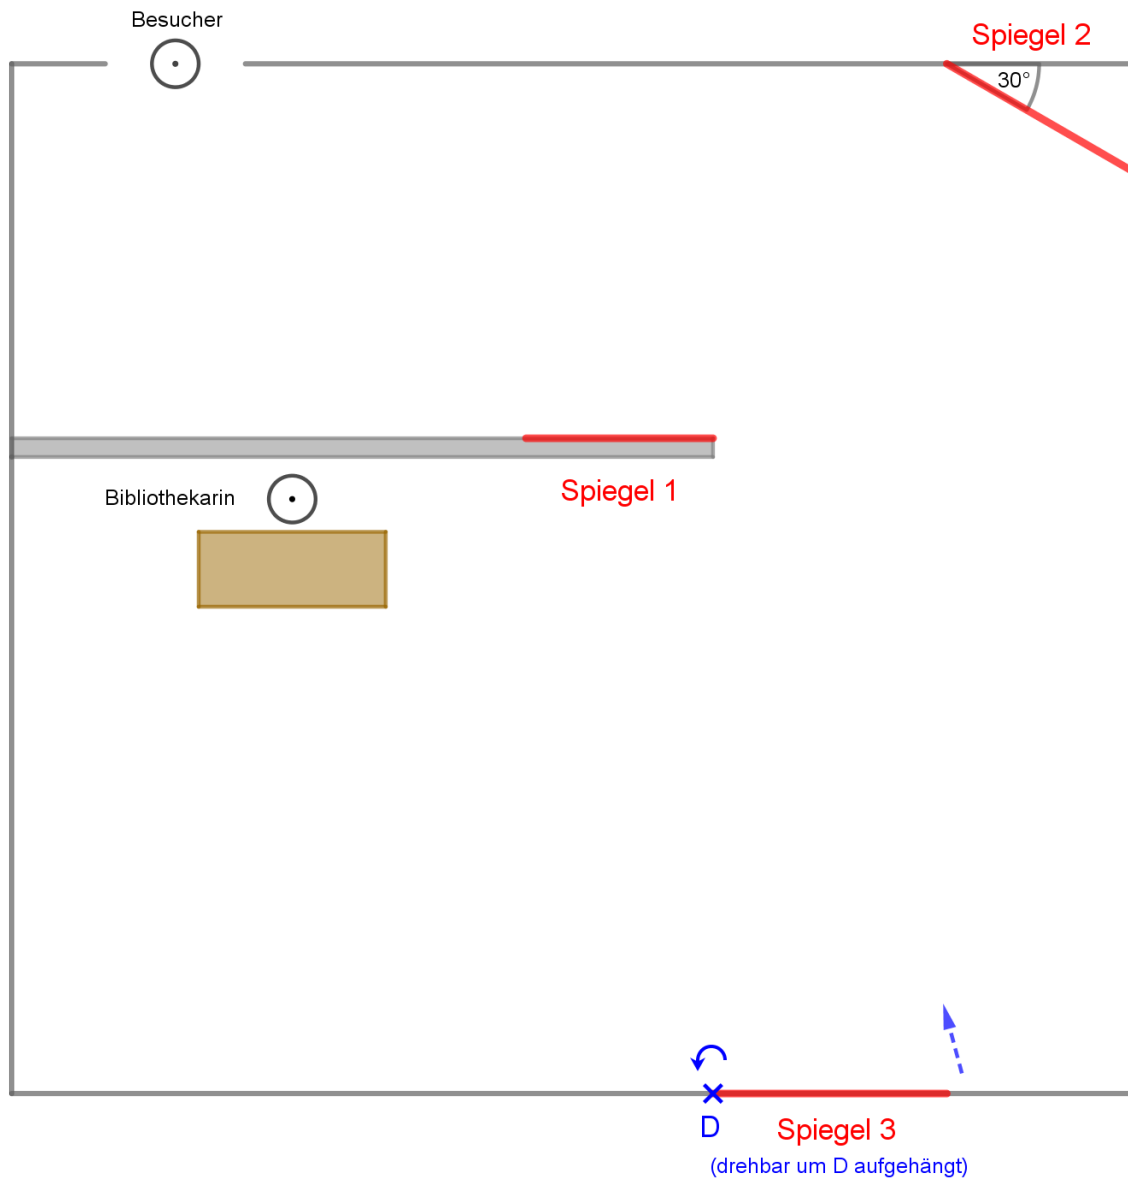 Besucher
Spiegel 2
30°
Bibliothekarin
Spiegel 1
D
Spiegel 3
(drehbar um D aufgehängt)